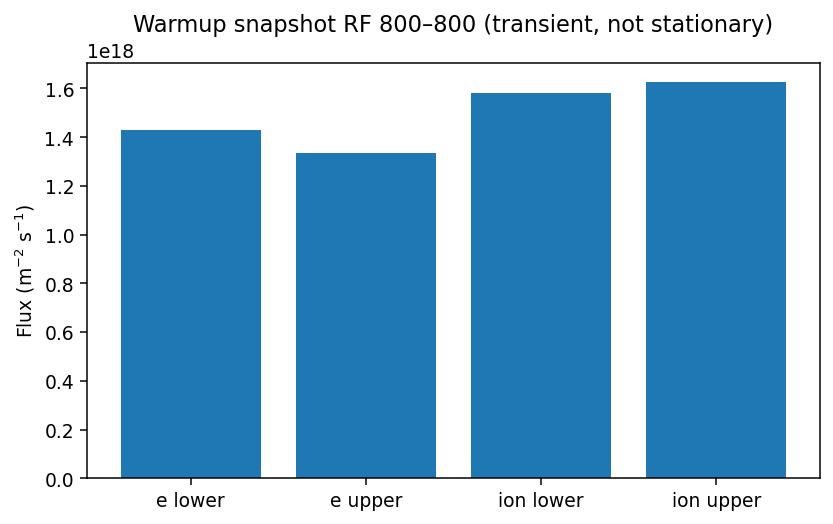 Warmup snapshot RF 800–800 (transient, not stationary)
1e18
Flux (m⁻² s⁻¹)
1.6
1.4
1.2
1.0
0.8
0.6
0.4
0.2
0.0
e lower
e upper
ion lower
ion upper